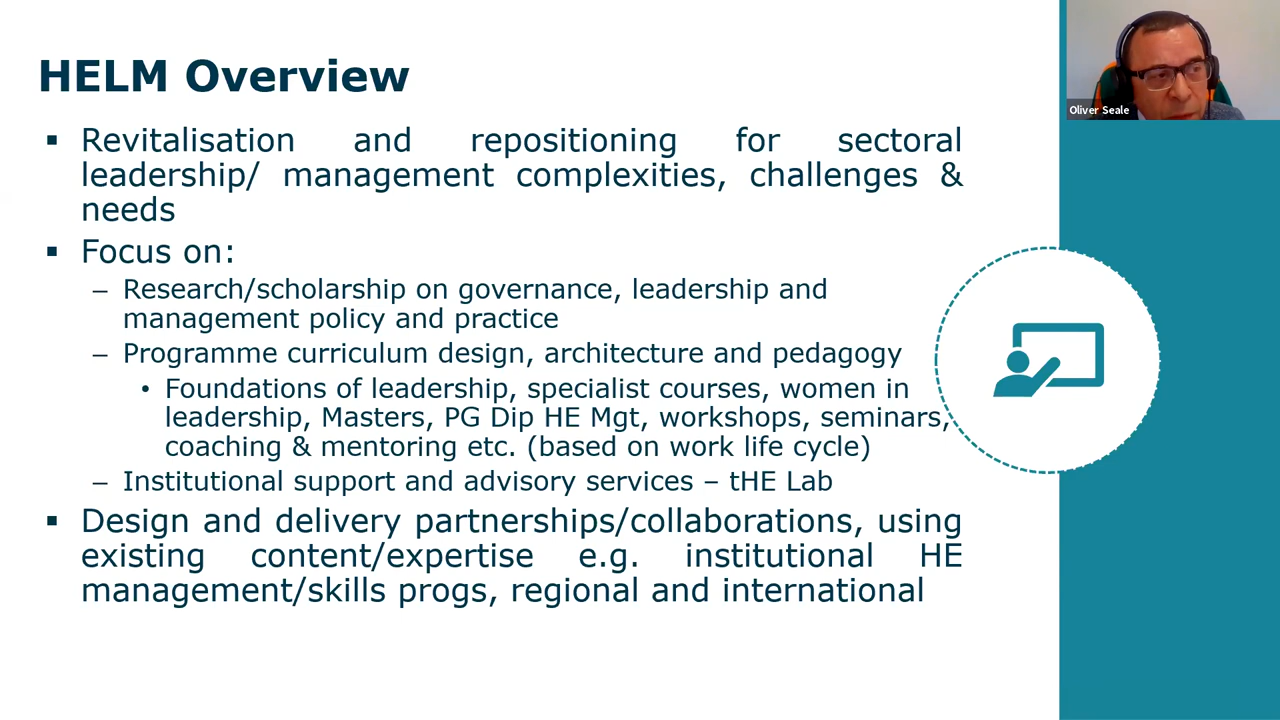 HELM Overview
▪ Revitalisation and repositioning for sectoral
leadership/ management complexities, challenges &
needs
▪ Focus on:
– Research/scholarship on governance, leadership and
management policy and practice
– Programme curriculum design, architecture and pedagogy
• Foundations of leadership, specialist courses, women in
leadership, Masters, PG Dip HE Mgt, workshops, seminars,
coaching & mentoring etc. (based on work life cycle)
– Institutional support and advisory services – tHE Lab
▪ Design and delivery partnerships/collaborations, using
existing content/expertise e.g. institutional HE
management/skills progs, regional and international
Oliver Seale